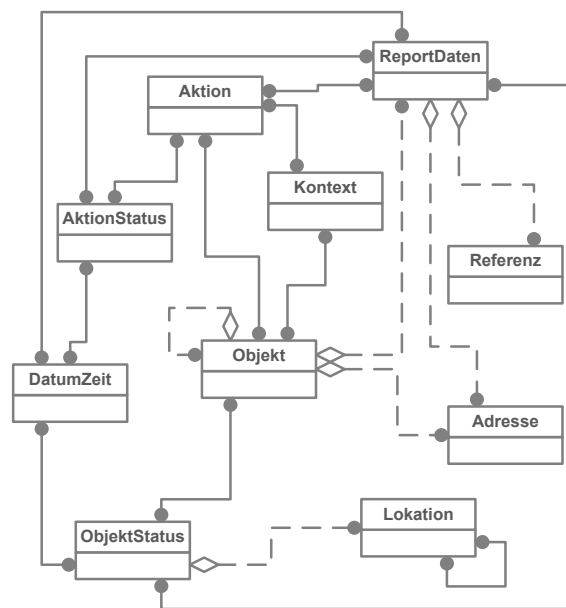 ReportDaten
Aktion
Kontext
AktionStatus
Referenz
Objekt
DatumZeit
Adresse
Lokation
ObjektStatus